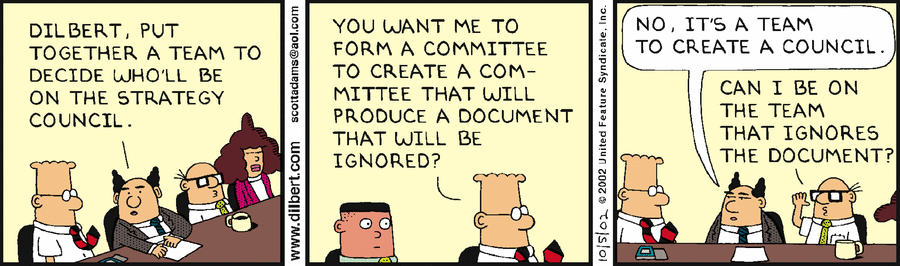 DILBERT, PUT
TOGETHER A TEAM TO
DECIDE WHO'LL BE
ON THE STRATEGY
COUNCIL.
www.dilbert.com scottadams@aol.com
YOU WANT ME TO
FORM A COMMITTEE
TO CREATE A COM-
MITTEE THAT WILL
PRODUCE A DOCUMENT
THAT WILL BE
IGNORED?
10/5/02 © 2002 United Feature Syndicate, Inc.
NO, IT'S A TEAM
TO CREATE A COUNCIL.
CAN I BE ON
THE TEAM
THAT IGNORES
THE DOCUMENT?